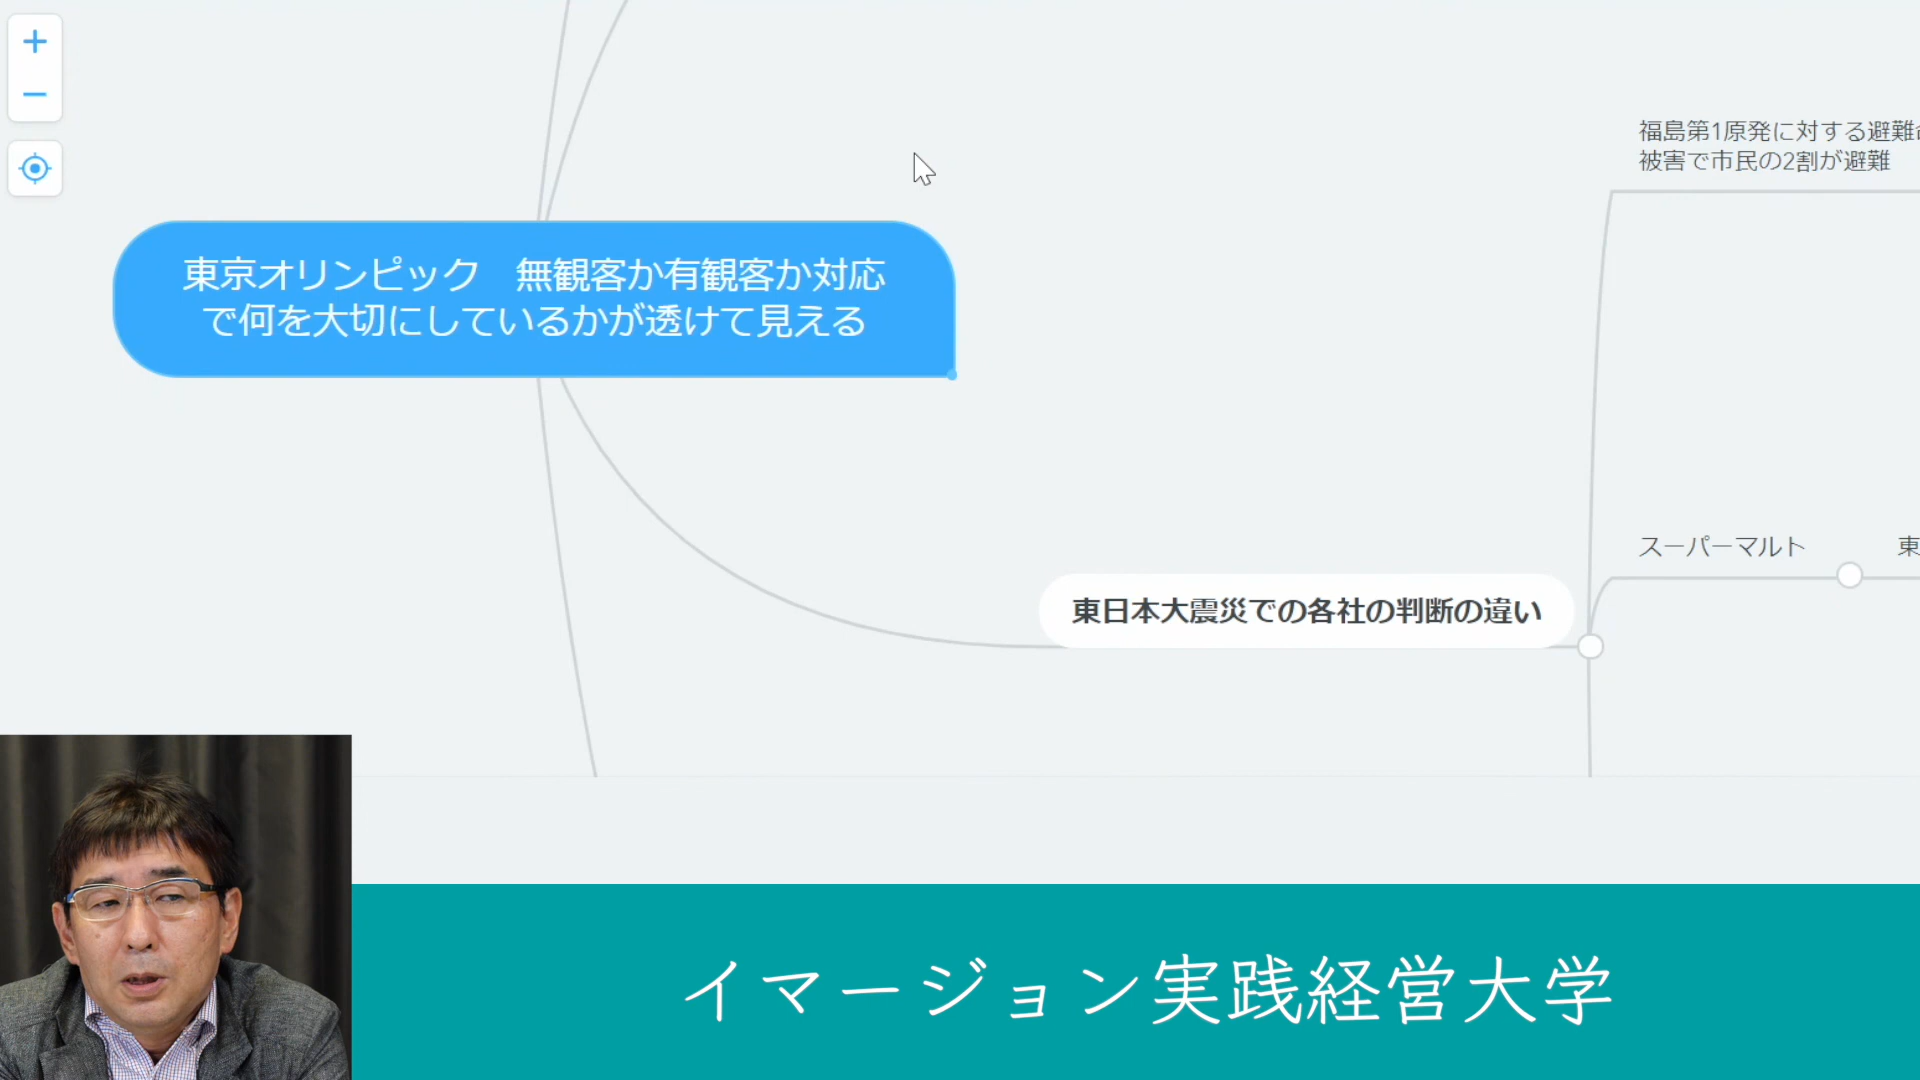 福島第1原発に対する避難
被害で市民の2割が避難
東京オリンピック　無観客か有観客か対応
で何を大切にしているかが透けて見える
スーパーマルト
東
東日本大震災での各社の判断の違い
イマージョン実践経営大学